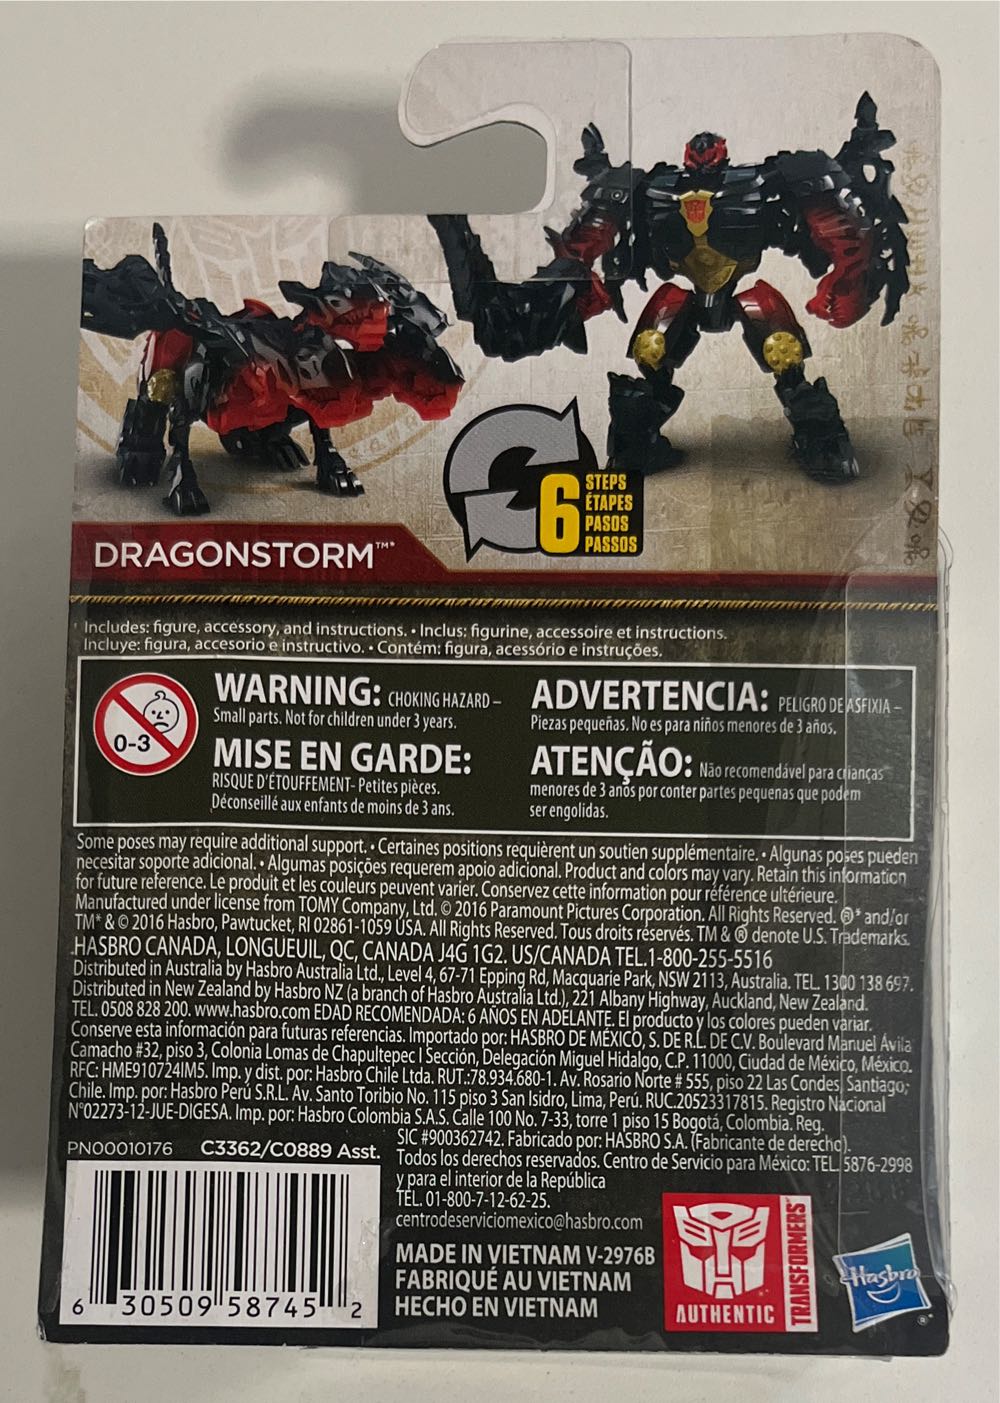 6 STEPS
ÉTAPES
PASOS
PASSOS
DRAGONSTORM™*
Includes: figure, accessory, and instructions. • Inclus: figurine, accessoire et instructions.
Incluye: figura, accesorio e instructivo. • Contém: figura, acessório e instruções.
0-3
WARNING: CHOKING HAZARD –
Small parts. Not for children under 3 years.
MISE EN GARDE:
RISQUE D'ÉTOUFFEMENT- Petites pièces.
Déconseillé aux enfants de moins de 3 ans.
ADVERTENCIA: PELIGRO DE ASFIXIA –
Piezas pequeñas. No es para niños menores de 3 años.
ATENÇÃO: Não recomendável para crianças
menores de 3 anos por conter partes pequenas que podem
ser engolidas.
Some poses may require additional support. • Certaines positions requièrent un soutien supplémentaire. • Algunas poses pueden
necesitar soporte adicional. • Algumas posições requerem apoio adicional. Product and colors may vary. Retain this information
for future reference. Le produit et les couleurs peuvent varier. Conservez cette information pour référence ultérieure.
Manufactured under license from TOMY Company, Ltd. © 2016 Paramount Pictures Corporation. All Rights Reserved. ®* and/or
TM* & © 2016 Hasbro, Pawtucket, RI 02861-1059 USA. All Rights Reserved. Tous droits réservés. TM & ® denote U.S. Trademarks.
HASBRO CANADA, LONGUEUIL, QC, CANADA J4G 1G2. US/CANADA TEL.1-800-255-5516
Distributed in Australia by Hasbro Australia Ltd., Level 4, 67-71 Epping Rd, Macquarie Park, NSW 2113, Australia. TEL. 1300 138 697.
Distributed in New Zealand by Hasbro NZ (a branch of Hasbro Australia Ltd.), 221 Albany Highway, Auckland, New Zealand.
TEL. 0508 828 200. www.hasbro.com EDAD RECOMENDADA: 6 AÑOS EN ADELANTE. El producto y los colores pueden variar.
Conserve esta información para futuras referencias. Importado por: HASBRO DE MÉXICO, S. DE R.L. DE C.V. Boulevard Manuel Ávila
Camacho #32, piso 3, Colonia Lomas de Chapultepec I Sección, Delegación Miguel Hidalgo, C.P. 11000, Ciudad de México, México.
RFC: HME910724IM5. Imp. y dist. por: Hasbro Chile Ltda. RUT.:78.934.680-1. Av. Rosario Norte # 555, piso 22 Las Condes, Santiago;
Chile. Imp. por: Hasbro Perú S.R.L. Av. Santo Toribio No. 115 piso 3 San Isidro, Lima, Perú. RUC.20523317815. Registro Nacional
N°02273-12-JUE-DIGESA. Imp. por: Hasbro Colombia S.A.S. Calle 100 No. 7-33, torre 1 piso 15 Bogotá, Colombia. Reg.
SIC #900362742. Fabricado por: HASBRO S.A. (Fabricante de derecho).
Todos los derechos reservados. Centro de Servicio para México: TEL. 5876-2998
y para el interior de la República
TEL. 01-800-7-12-62-25.
centrodeserviciomexico@hasbro.com
PN00010176 C3362/C0889 Asst.
6 30509 58745 2
MADE IN VIETNAM V-2976B
FABRIQUÉ AU VIETNAM
HECHO EN VIETNAM
AUTHENTIC
TRANSFORMERS
Hasbro
®*